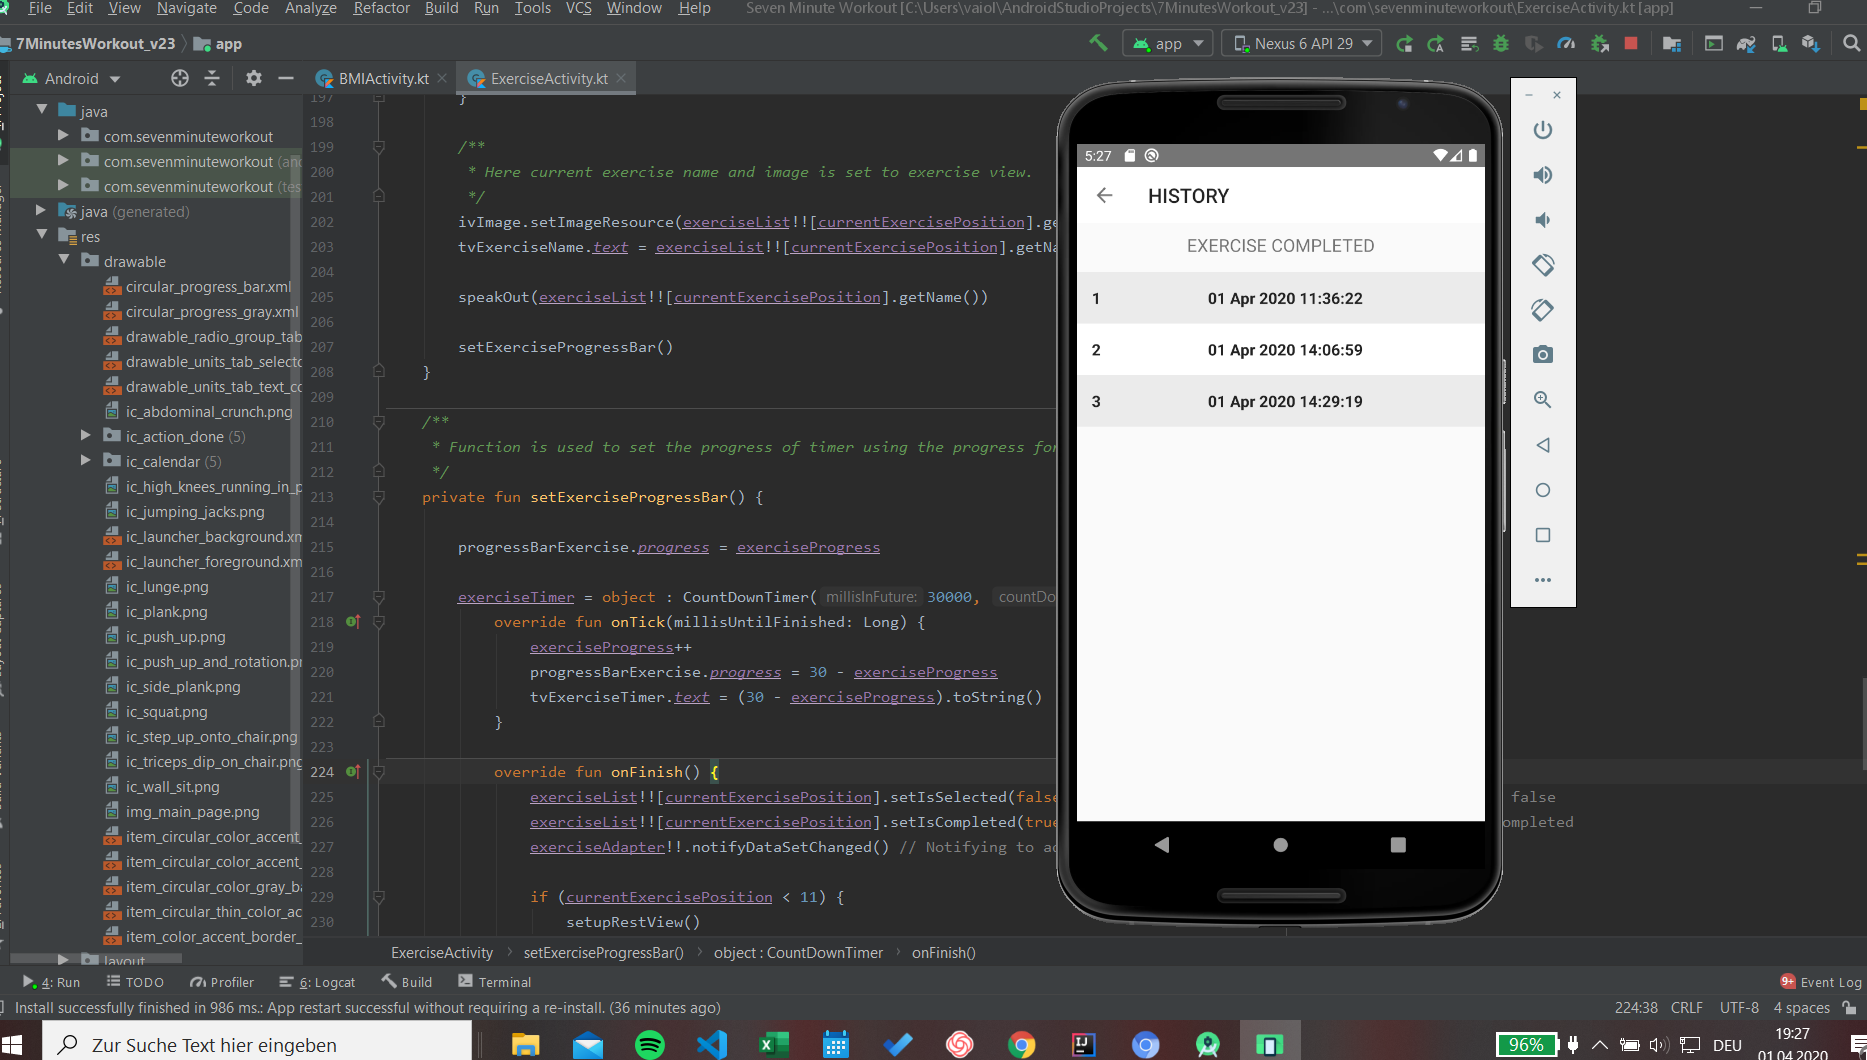 File Edit View Navigate Code Analyze Refactor Build Run Tools VCS Window Help Seven Minute Workout [C:\Users\vaiol\AndroidStudioProjects\7MinutesWorkout_v23] - ...\com\sevenminuteworkout\ExerciseActivity.kt [app]
7MinutesWorkout_v23 app app Nexus 6 API 29
Android BMIActivity.kt ExerciseActivity.kt
java
com.sevenminuteworkout
com.sevenminuteworkout
com.sevenminuteworkout
java (generated)
res
drawable
circular_progress_bar.xml
circular_progress_gray.xml
drawable_radio_group_tab
drawable_units_tab_selecto
drawable_units_tab_text_co
ic_abdominal_crunch.png
ic_action_done (5)
ic_calendar (5)
ic_high_knees_running_in_p
ic_jumping_jacks.png
ic_launcher_background.xm
ic_launcher_foreground.xm
ic_lunge.png
ic_plank.png
ic_push_up.png
ic_push_up_and_rotation.pn
ic_side_plank.png
ic_squat.png
ic_step_up_onto_chair.png
ic_triceps_dip_on_chair.png
ic_wall_sit.png
img_main_page.png
item_circular_color_accent_
item_circular_color_accent_
item_circular_color_gray_ba
item_circular_thin_color_ac
item_color_accent_border_
layout
197 }
198
199 /**
200 * Here current exercise name and image is set to exercise view.
201 */
202 ivImage.setImageResource(exerciseList!![currentExercisePosition].ge
203 tvExerciseName.text = exerciseList!![currentExercisePosition].getNa
204
205 speakOut(exerciseList!![currentExercisePosition].getName())
206
207 setExerciseProgressBar()
208 }
209
210 /**
211 * Function is used to set the progress of timer using the progress for
212 */
213 private fun setExerciseProgressBar() {
214
215 progressBarExercise.progress = exerciseProgress
216
217 exerciseTimer = object : CountDownTimer( millisInFuture: 30000, countDo
218 override fun onTick(millisUntilFinished: Long) {
219 exerciseProgress++
220 progressBarExercise.progress = 30 - exerciseProgress
221 tvExerciseTimer.text = (30 - exerciseProgress).toString()
222 }
223
224 override fun onFinish() {
225 exerciseList!![currentExercisePosition].setIsSelected(false false
226 exerciseList!![currentExercisePosition].setIsCompleted(true ompleted
227 exerciseAdapter!!.notifyDataSetChanged() // Notifying to ad
228
229 if (currentExercisePosition < 11) {
230 setupRestView()
5:27
HISTORY
EXERCISE COMPLETED
1 01 Apr 2020 11:36:22
2 01 Apr 2020 14:06:59
3 01 Apr 2020 14:29:19
ExerciseActivity setExerciseProgressBar() object : CountDownTimer onFinish()
4: Run TODO Profiler 6: Logcat Build Terminal 9+ Event Log
Install successfully finished in 986 ms.: App restart successful without requiring a re-install. (36 minutes ago) 224:38 CRLF UTF-8 4 spaces
Zur Suche Text hier eingeben 96% DEU 19:27
01.04.2020